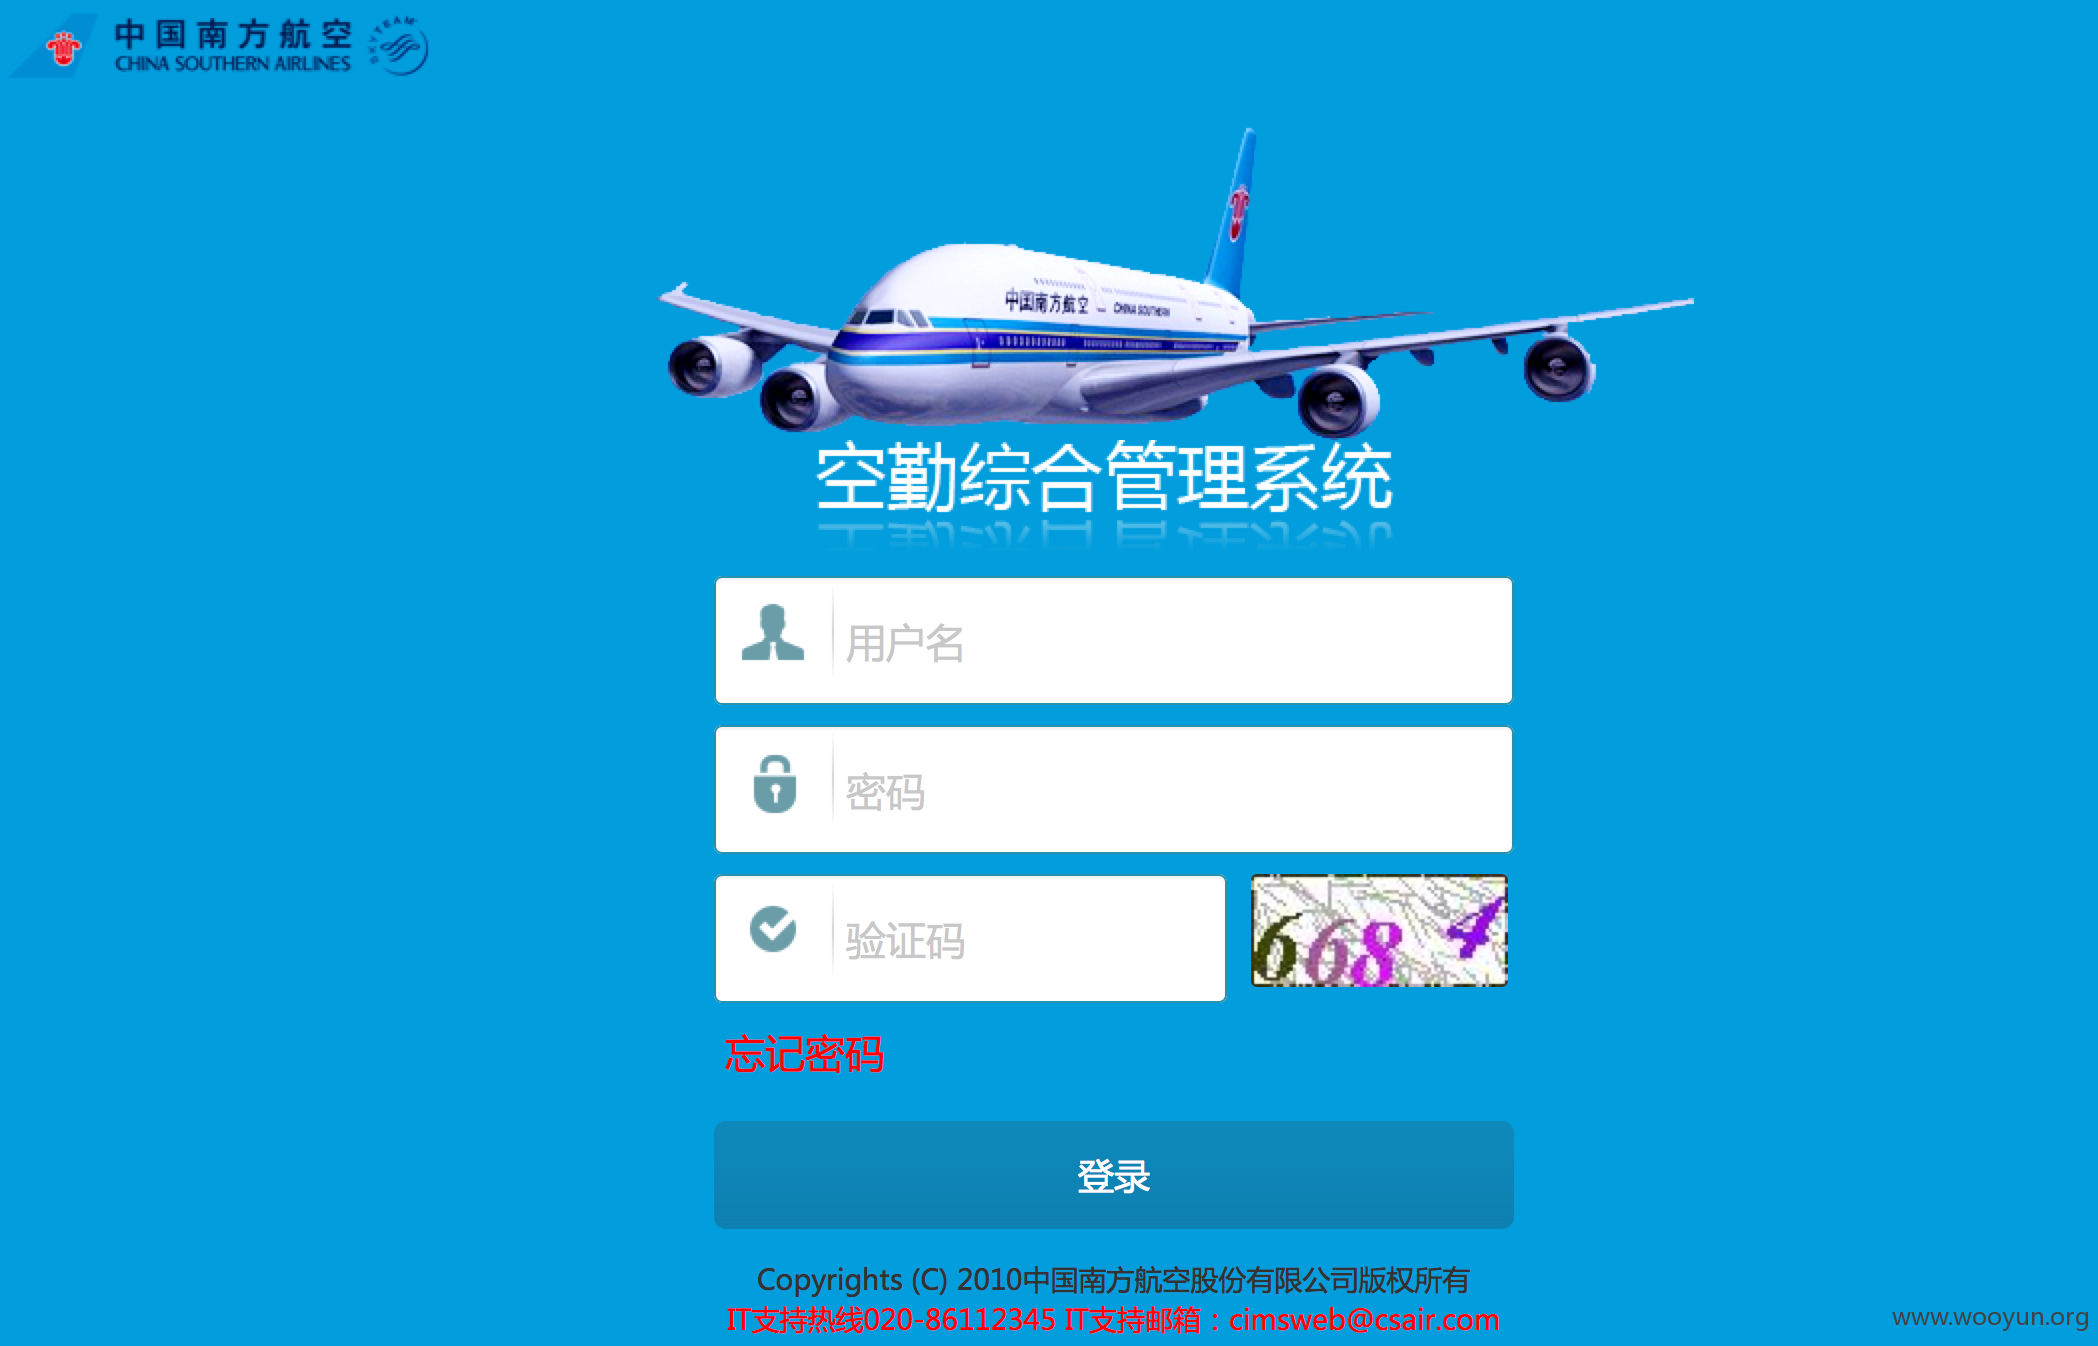 中国南方航空
CHINA SOUTHERN AIRLINES
SKYTEAM
中国南方航空 CHINA SOUTHERN
空勤综合管理系统
用户名
密码
验证码
668 4
忘记密码
登录
Copyrights (C) 2010中国南方航空股份有限公司版权所有
IT支持热线020-86112345 IT支持邮箱：cimsweb@csair.com
www.wooyun.org